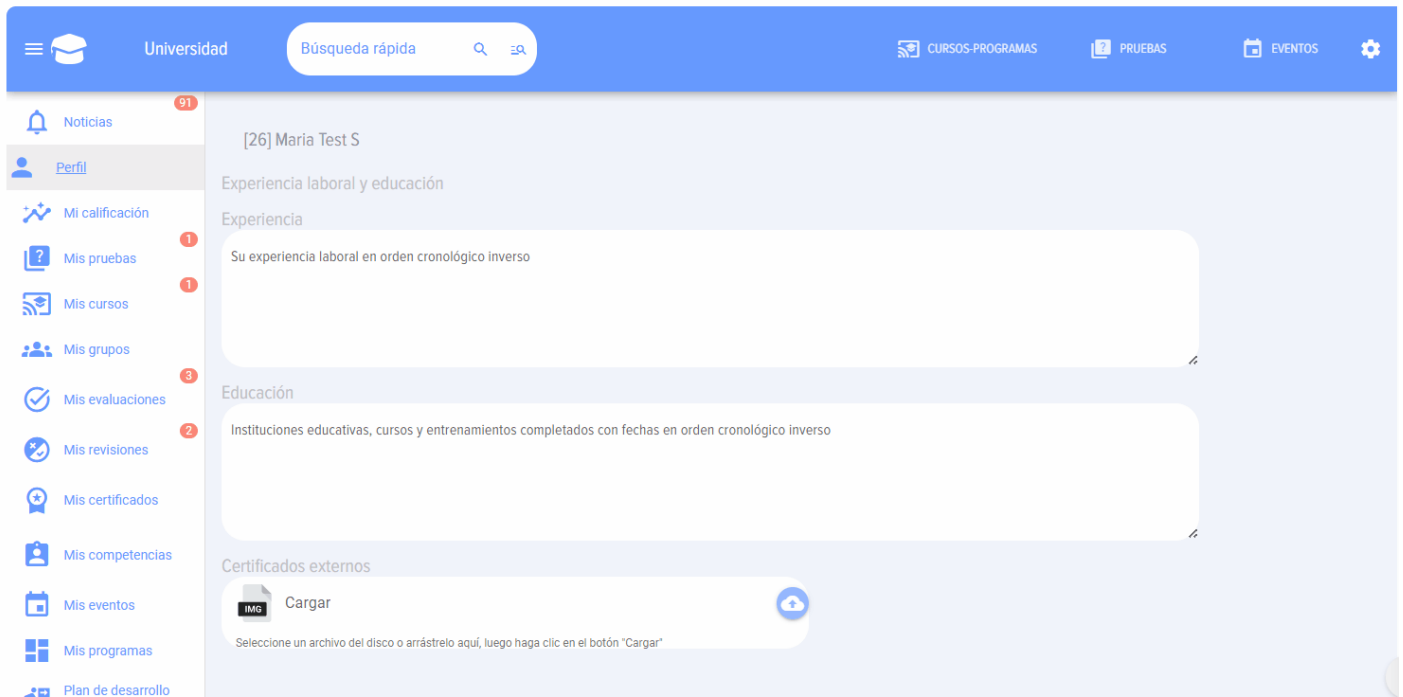 Universidad
Búsqueda rápida
CURSOS-PROGRAMAS
? PRUEBAS
EVENTOS
91
Noticias
Perfil
Mi calificación
1
? Mis pruebas
1
Mis cursos
Mis grupos
3
Mis evaluaciones
2
Mis revisiones
Mis certificados
Mis competencias
Mis eventos
Mis programas
Plan de desarrollo
[26] Maria Test S
Experiencia laboral y educación
Experiencia
Su experiencia laboral en orden cronológico inverso
Educación
Instituciones educativas, cursos y entrenamientos completados con fechas en orden cronológico inverso
Certificados externos
IMG Cargar
Seleccione un archivo del disco o arrástrelo aquí, luego haga clic en el botón "Cargar"